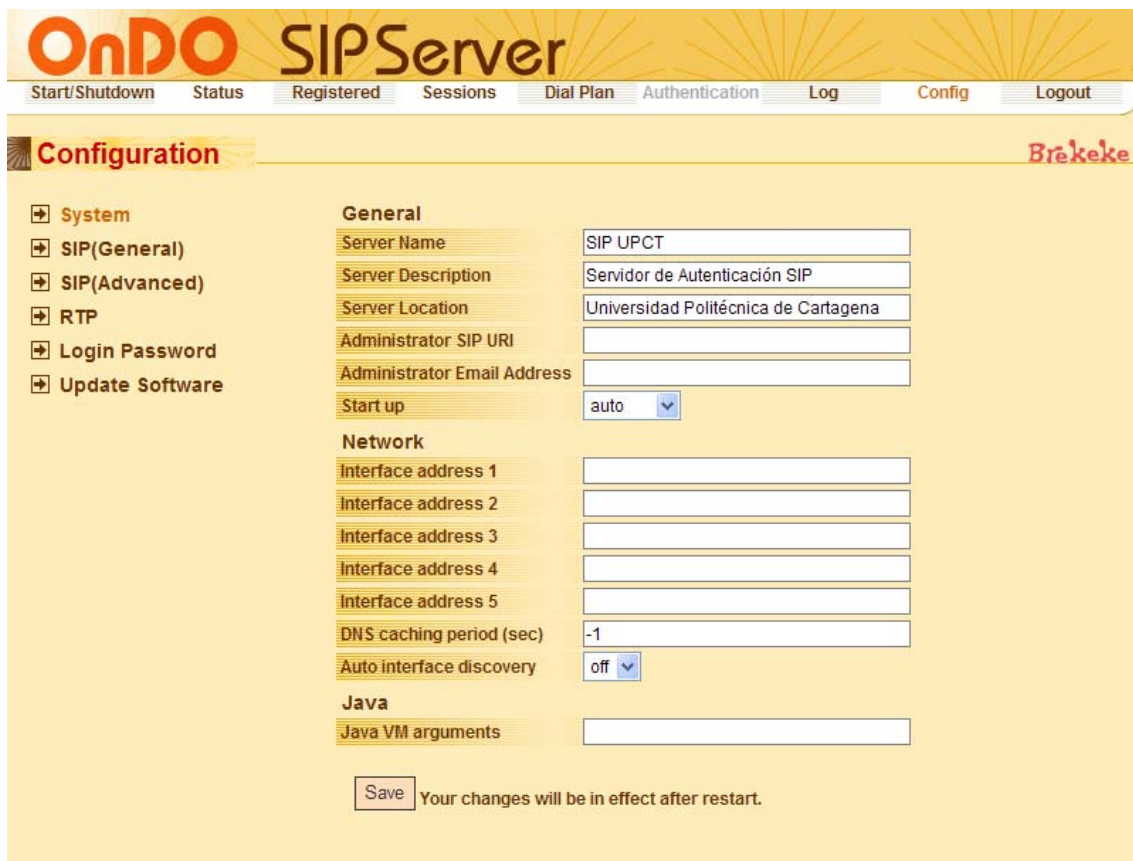 OnDO SIPServer
Start/Shutdown Status Registered Sessions Dial Plan Authentication Log Config Logout
Configuration
Brekeke
System
SIP(General)
SIP(Advanced)
RTP
Login Password
Update Software
General
Server Name SIP UPCT
Server Description Servidor de Autenticación SIP
Server Location Universidad Politécnica de Cartagena
Administrator SIP URI
Administrator Email Address
Start up auto
Network
Interface address 1
Interface address 2
Interface address 3
Interface address 4
Interface address 5
DNS caching period (sec) -1
Auto interface discovery off
Java
Java VM arguments
Save Your changes will be in effect after restart.